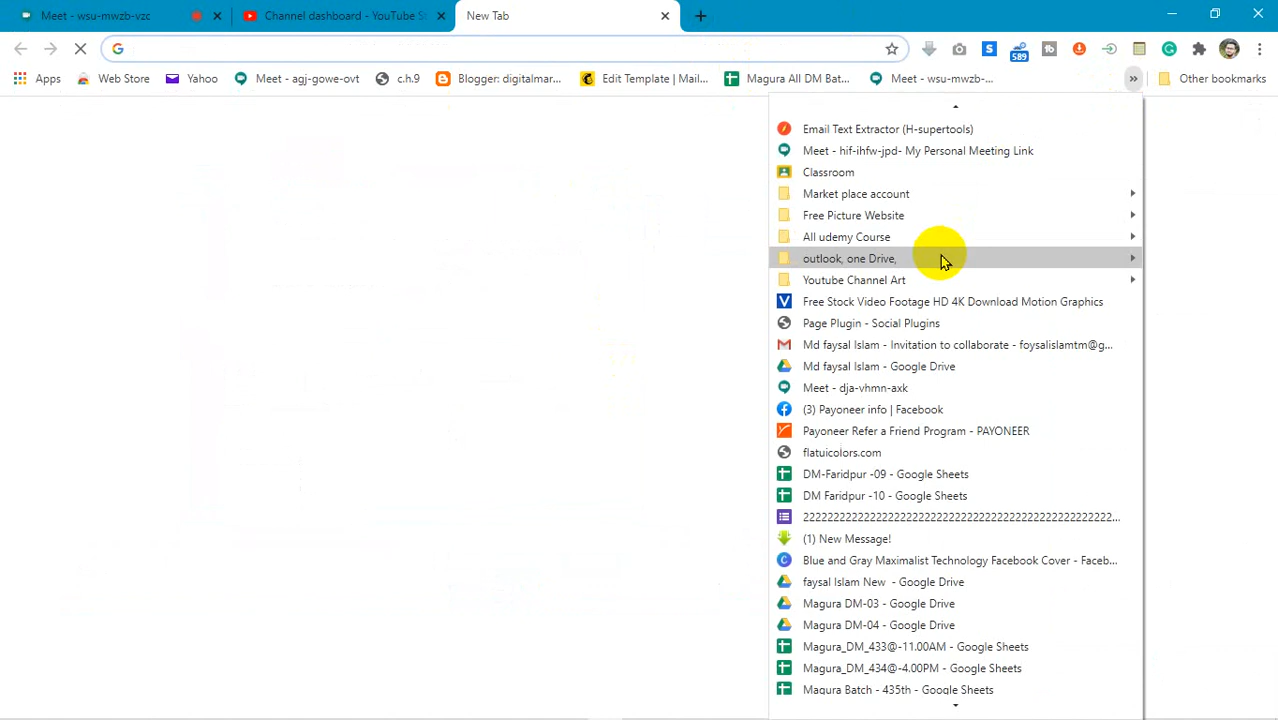 Meet - wsu-mwzb-vzc
Channel dashboard - YouTube St
New Tab
589
Apps
Web Store
Yahoo
Meet - agj-gowe-ovt
c.h.9
Blogger: digitalmar...
Edit Template | Mail...
Magura All DM Bat...
Meet - wsu-mwzb-...
Other bookmarks
Email Text Extractor (H-supertools)
Meet - hif-ihfw-jpd- My Personal Meeting Link
Classroom
Market place account
Free Picture Website
All udemy Course
outlook, one Drive,
Youtube Channel Art
Free Stock Video Footage HD 4K Download Motion Graphics
Page Plugin - Social Plugins
Md faysal Islam - Invitation to collaborate - foysalislamtm@g...
Md faysal Islam - Google Drive
Meet - dja-vhmn-axk
(3) Payoneer info | Facebook
Payoneer Refer a Friend Program - PAYONEER
flatuicolors.com
DM-Faridpur -09 - Google Sheets
DM Faridpur -10 - Google Sheets
(1) New Message!
Blue and Gray Maximalist Technology Facebook Cover - Faceb...
faysal Islam New - Google Drive
Magura DM-03 - Google Drive
Magura DM-04 - Google Drive
Magura_DM_433@-11.00AM - Google Sheets
Magura_DM_434@-4.00PM - Google Sheets
Magura Batch - 435th - Google Sheets